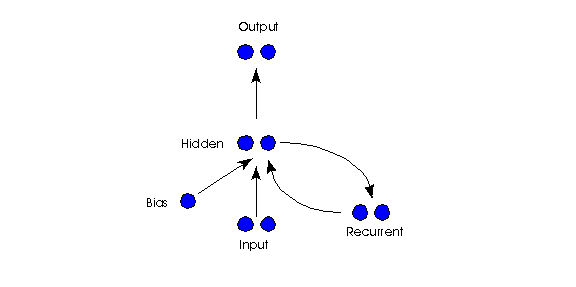 Output
Hidden
Bias
Recurrent
Input